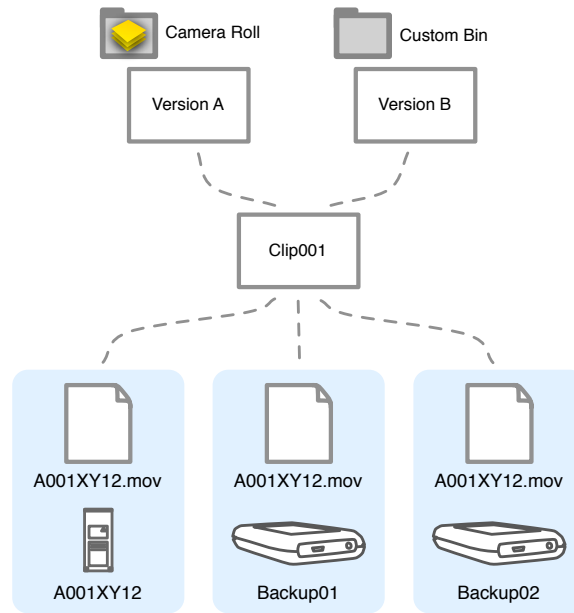 Camera Roll
Custom Bin
Version A
Version B
Clip001
A001XY12.mov
A001XY12.mov
A001XY12.mov
A001XY12
Backup01
Backup02